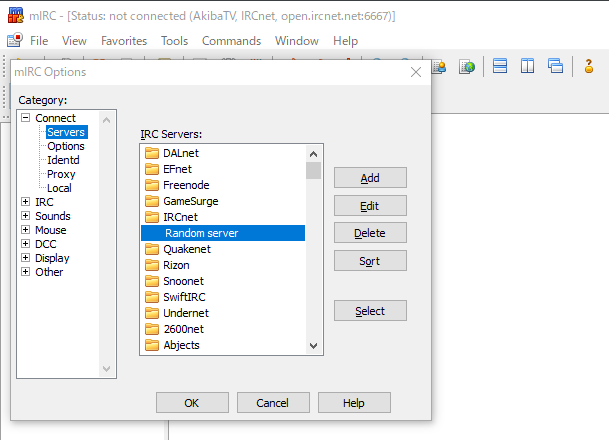 mIRC - [Status: not connected (AkibaTV, IRCnet, open.ircnet.net:6667)]
File View Favorites Tools Commands Window Help
mIRC Options
Category:
Connect
Servers
Options
Identd
Proxy
Local
IRC
Sounds
Mouse
DCC
Display
Other
IRC Servers:
DALnet
EFnet
Freenode
GameSurge
IRCnet
Random server
Quakenet
Rizon
Snoonet
SwiftIRC
Undernet
2600net
Abjects
Add
Edit
Delete
Sort
Select
OK Cancel Help